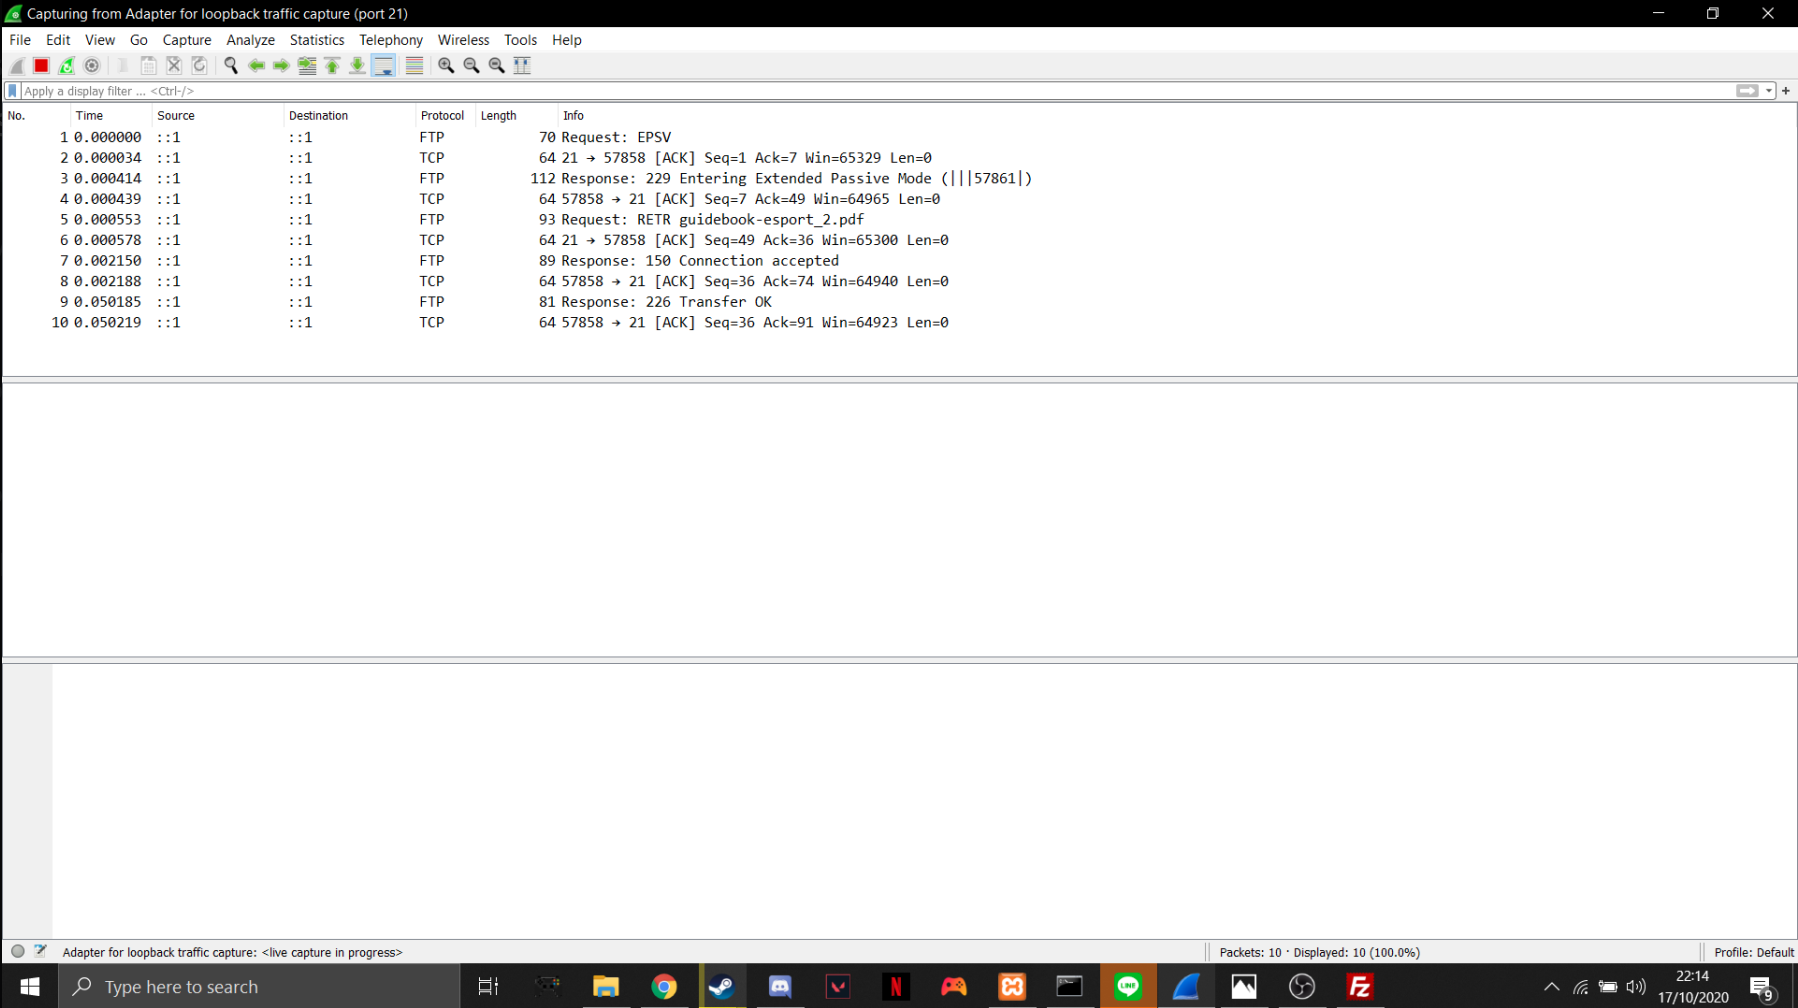 Capturing from Adapter for loopback traffic capture (port 21)
File Edit View Go Capture Analyze Statistics Telephony Wireless Tools Help
Apply a display filter ... <Ctrl-/>
No. Time Source Destination Protocol Length Info
1 0.000000 ::1 ::1 FTP 70 Request: EPSV
2 0.000034 ::1 ::1 TCP 64 21 → 57858 [ACK] Seq=1 Ack=7 Win=65329 Len=0
3 0.000414 ::1 ::1 FTP 112 Response: 229 Entering Extended Passive Mode (|||57861|)
4 0.000439 ::1 ::1 TCP 64 57858 → 21 [ACK] Seq=7 Ack=49 Win=64965 Len=0
5 0.000553 ::1 ::1 FTP 93 Request: RETR guidebook-esport_2.pdf
6 0.000578 ::1 ::1 TCP 64 21 → 57858 [ACK] Seq=49 Ack=36 Win=65300 Len=0
7 0.002150 ::1 ::1 FTP 89 Response: 150 Connection accepted
8 0.002188 ::1 ::1 TCP 64 57858 → 21 [ACK] Seq=36 Ack=74 Win=64940 Len=0
9 0.050185 ::1 ::1 FTP 81 Response: 226 Transfer OK
10 0.050219 ::1 ::1 TCP 64 57858 → 21 [ACK] Seq=36 Ack=91 Win=64923 Len=0
Adapter for loopback traffic capture: <live capture in progress> Packets: 10 · Displayed: 10 (100.0%) Profile: Default
Type here to search
LINE
Fz
22:14
17/10/2020
9